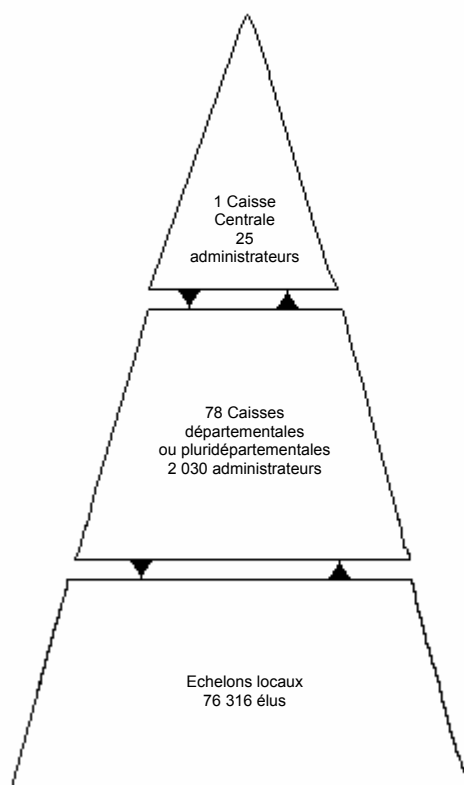 1 Caisse
Centrale
25
administrateurs
78 Caisses
départementales
ou pluridépartementales
2 030 administrateurs
Echelons locaux
76 316 élus